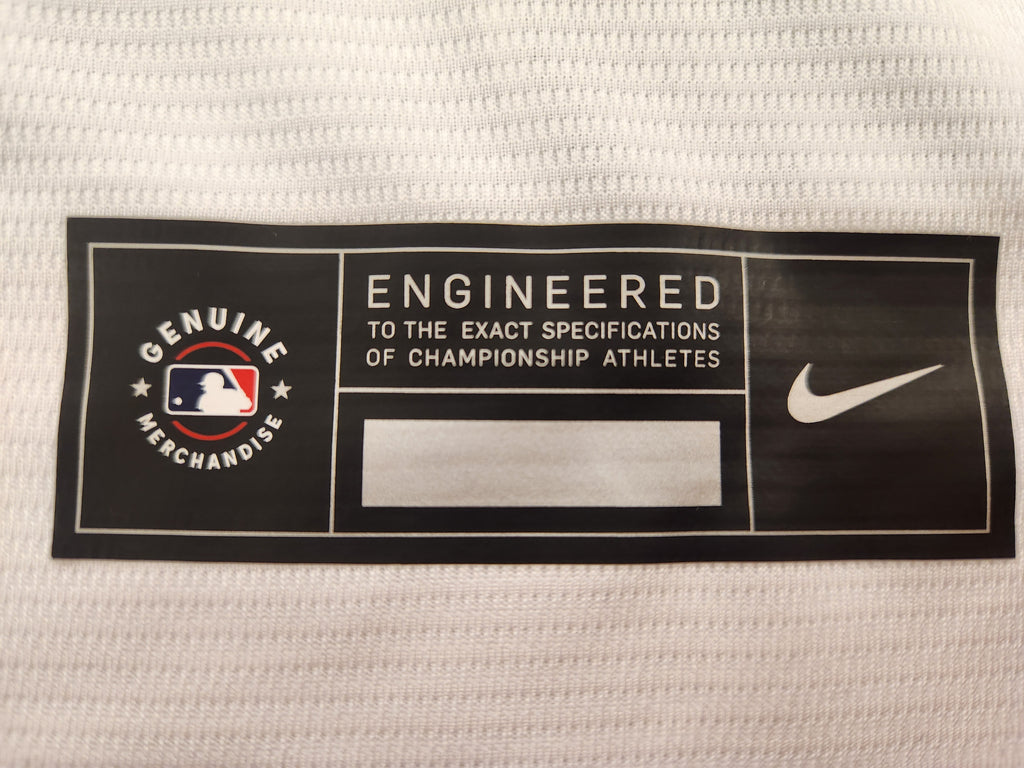 GENUINE
MERCHANDISE
ENGINEERED
TO THE EXACT SPECIFICATIONS
OF CHAMPIONSHIP ATHLETES